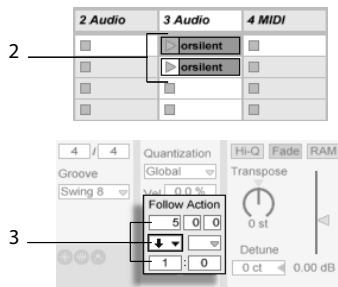 2 Audio 3 Audio 4 MIDI
2
orsilent
orsilent
4 / 4 Quantization Hi-Q Fade RAM
Groove Global Transpose
Swing 8 Vel 0.0 %
Follow Action
5 0 0 0 st
3
1 : 0 Detune
0 ct 0.00 dB